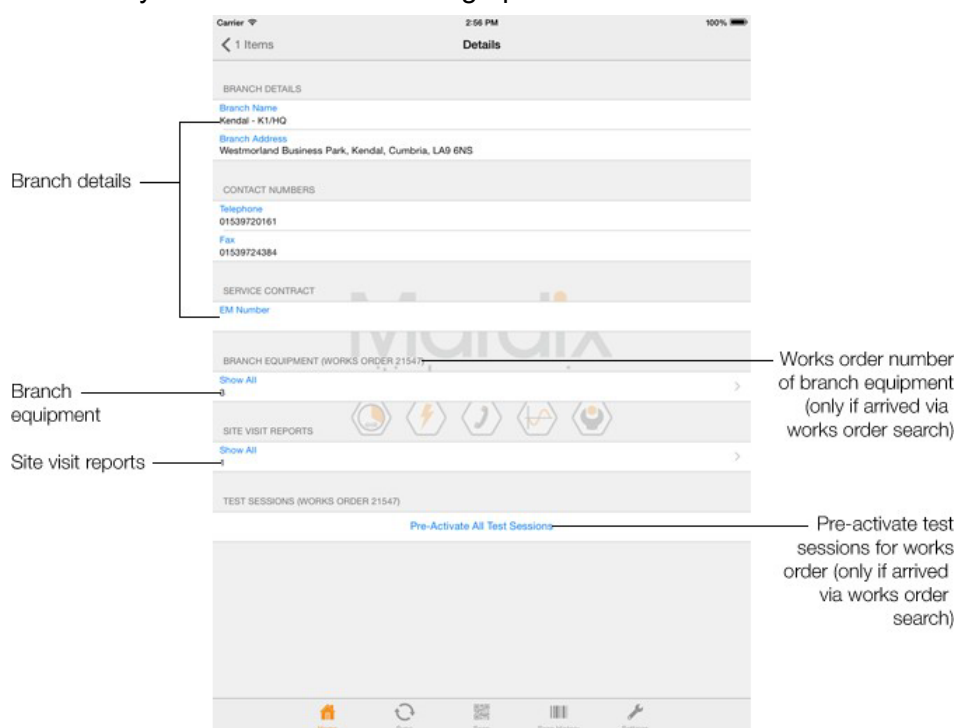 Carrier 2:56 PM 100%
1 Items Details
BRANCH DETAILS
Branch Name
Kendal - K1/HQ
Branch Address
Westmorland Business Park, Kendal, Cumbria, LA9 6NS
Branch details
CONTACT NUMBERS
Telephone
01539720161
Fax
01539724384
SERVICE CONTRACT
EM Number
Mardix
BRANCH EQUIPMENT (WORKS ORDER 21547)
Works order number
of branch equipment
(only if arrived via
works order search)
Branch
equipment
Show All
3
SITE VISIT REPORTS
Site visit reports
Show All
1
TEST SESSIONS (WORKS ORDER 21547)
Pre-Activate All Test Sessions
Pre-activate test
sessions for works
order (only if arrived
via works order
search)